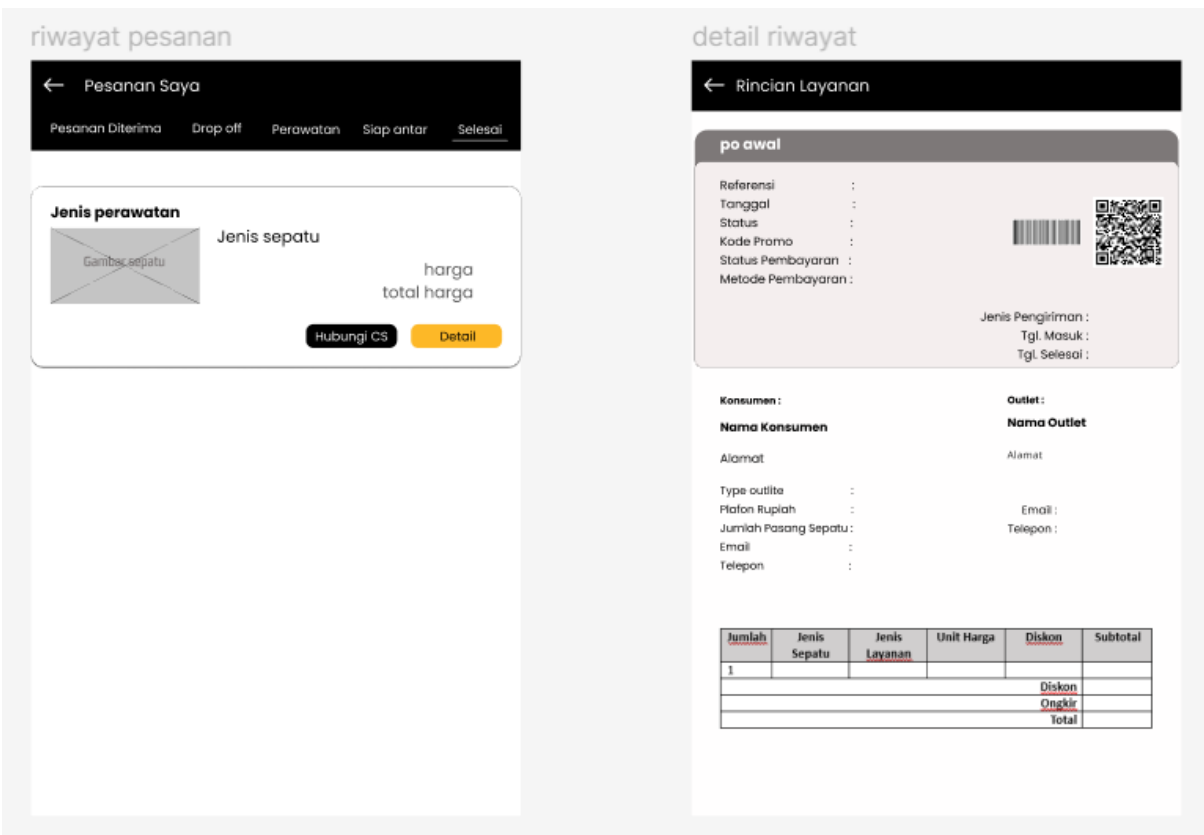 riwayat pesanan
Pesanan Saya
Pesanan Diterima Drop off Perawatan Siap antar Selesai
Jenis perawatan
Gambar sepatu
Jenis sepatu
harga
total harga
Hubungi CS Detail
detail riwayat
Rincian Layanan
po awal
Referensi :
Tanggal :
Status :
Kode Promo :
Status Pembayaran :
Metode Pembayaran :
Jenis Pengiriman :
Tgl. Masuk :
Tgl. Selesai :
Konsumen :
Nama Konsumen
Alamat
Type outlite :
Plafon Rupiah :
Jumlah Pasang Sepatu :
Email :
Telepon :
Outlet :
Nama Outlet
Alamat
Email :
Telepon :
Jumlah Jenis Sepatu Jenis Layanan Unit Harga Diskon Subtotal
1
Diskon
Ongkir
Total